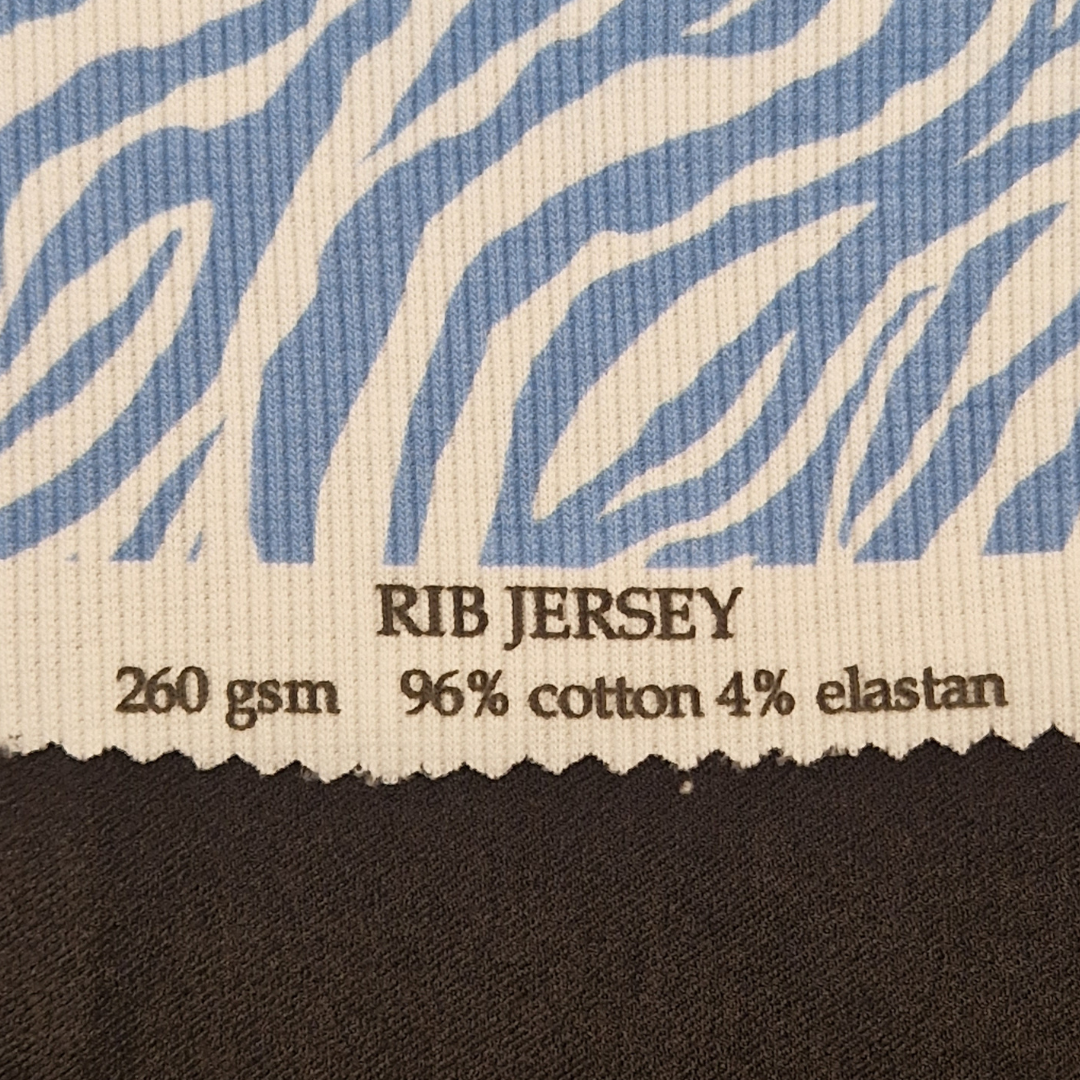 RIB JERSEY
260 gsm 96% cotton 4% elastan